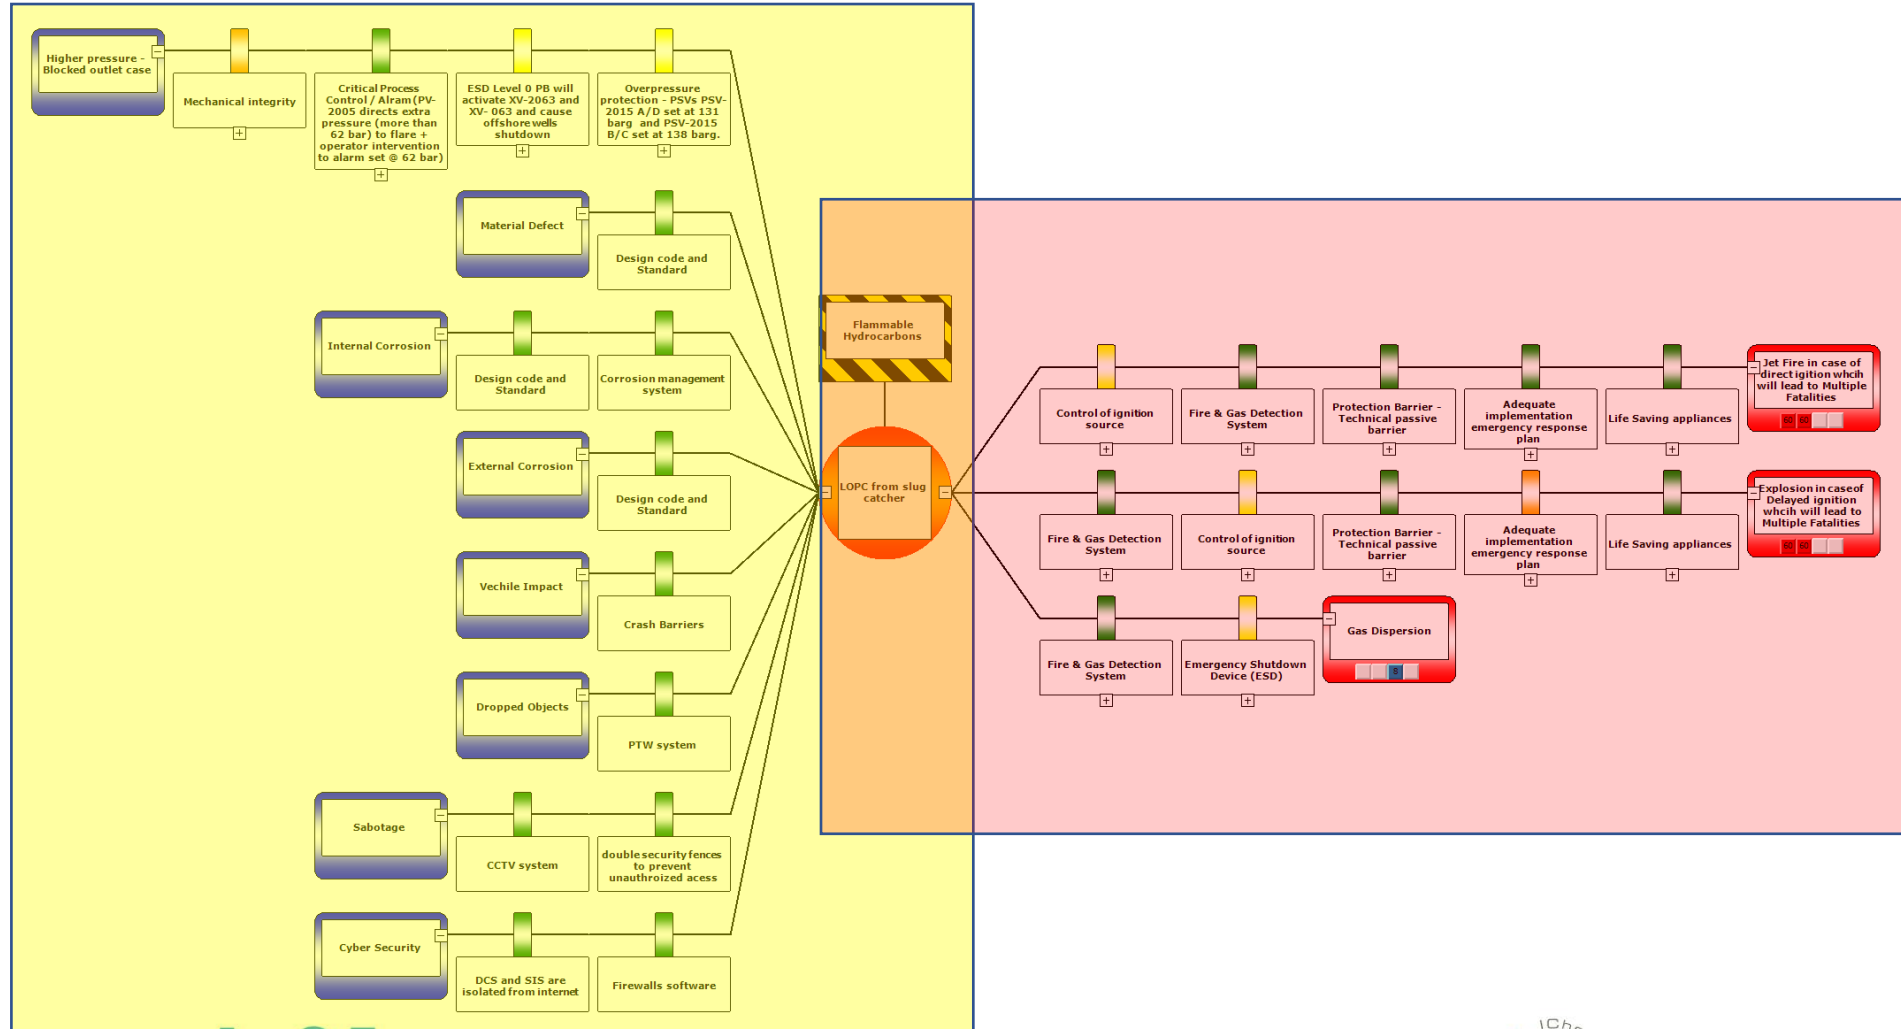 Higher pressure -
Blocked outlet case
Mechanical integrity
Critical Process
Control / Alram (PV-
2005 directs extra
pressure (more than
62 bar) to flare +
operator intervention
to alarm set @ 62 bar)
ESD Level 0 PB will
activate XV-2063 and
XV- 063 and cause
offshore wells
shutdown
Overpressure
protection - PSVs PSV-
2015 A/D set at 131
barg and PSV-2015
B/C set at 138 barg.
Material Defect
Design code and
Standard
Internal Corrosion
Design code and
Standard
Corrosion management
system
External Corrosion
Design code and
Standard
Vechile Impact
Crash Barriers
Dropped Objects
PTW system
Sabotage
CCTV system
double security fences
to prevent
unauthroized acess
Cyber Security
DCS and SIS are
isolated from internet
Firewalls software
Flammable
Hydrocarbons
LOPC from slug
catcher
Control of ignition
source
Fire & Gas Detection
System
Protection Barrier -
Technical passive
barrier
Adequate
implementation
emergency response
plan
Life Saving appliances
Jet Fire in case of
direct igition whcih
will lead to Multiple
Fatalities
Fire & Gas Detection
System
Control of ignition
source
Protection Barrier -
Technical passive
barrier
Adequate
implementation
emergency response
plan
Life Saving appliances
Explosion in caseof
Delayed ignition
whcih will lead to
Multiple Fatalities
Fire & Gas Detection
System
Emergency Shutdown
Device (ESD)
Gas Dispersion